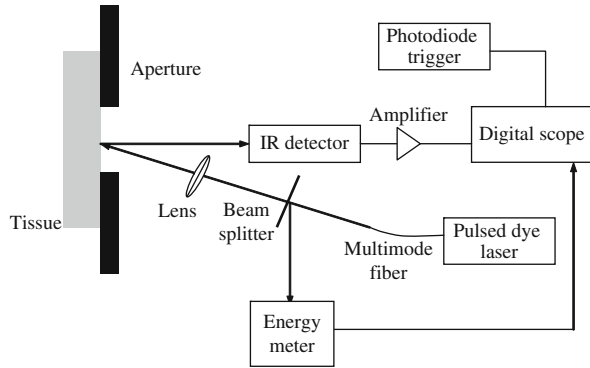 Photodiode
trigger
Aperture
Amplifier
IR detector
Digital scope
Lens
Beam
splitter
Tissue
Multimode
fiber
Pulsed dye
laser
Energy
meter